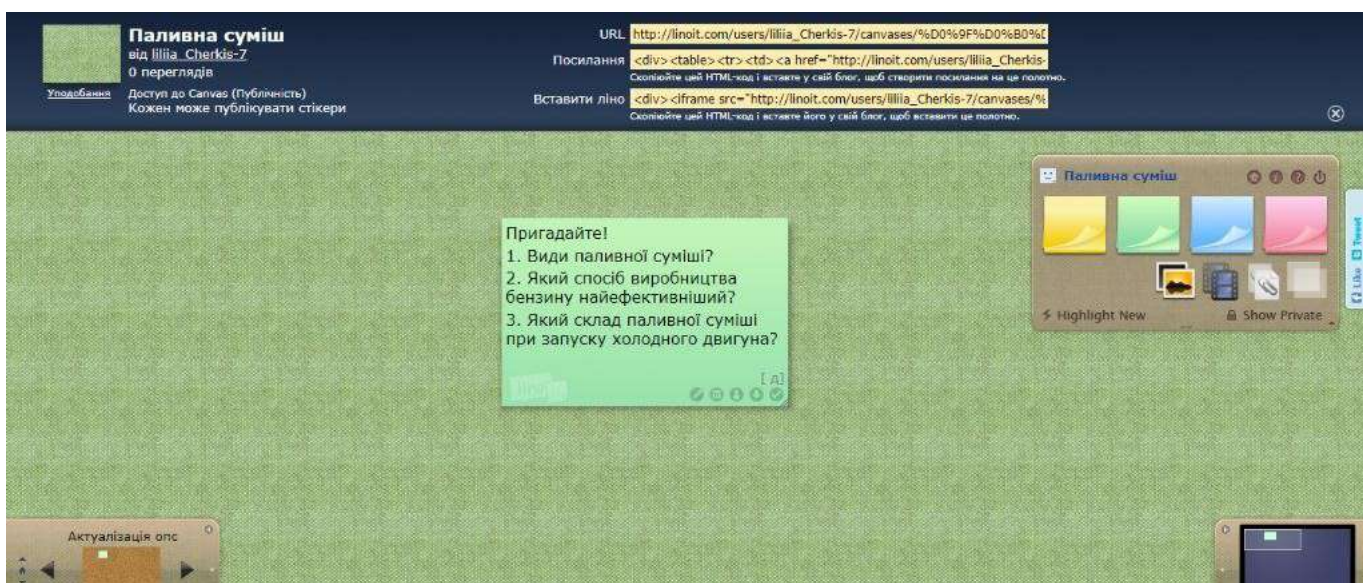 Паливна суміш
від liliia_Cherkis-7
0 переглядів
Уподобання
Доступ до Canvas (Публічність)
Кожен може публікувати стікери
URL http://linoit.com/users/liliia_Cherkis-7/canvases/%D0%9F%D0%B0%D
Посилання <div><table><tr><td><a href="http://linoit.com/users/liliia_Cherkis-
Скопіюйте цей HTML-код і вставте у свій блог, щоб створити посилання на це полотно.
Вставити ліно <div><iframe src="http://linoit.com/users/liliia_Cherkis-7/canvases/%
Скопіюйте цей HTML-код і вставте його у свій блог, щоб вставити це полотно.
Паливна суміш
Like Tweet
Highlight New
Show Private
Пригадайте!
1. Види паливної суміші?
2. Який спосіб виробництва
бензину найефективніший?
3. Який склад паливної суміші
при запуску холодного двигуна?
[ д]
Актуалізація опс